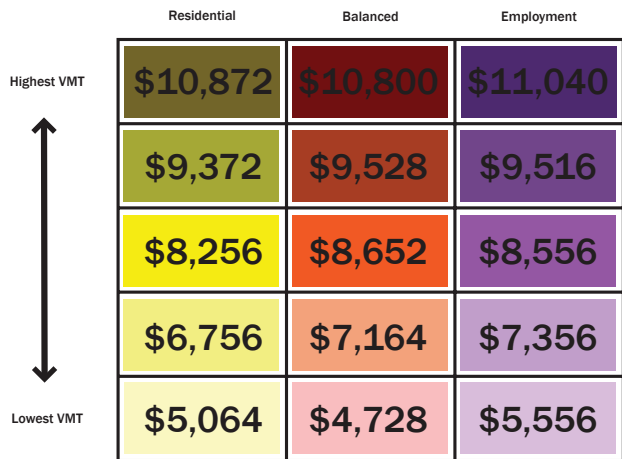 Residential Balanced Employment
Highest VMT $10,872 $10,800 $11,040
$9,372 $9,528 $9,516
$8,256 $8,652 $8,556
$6,756 $7,164 $7,356
Lowest VMT $5,064 $4,728 $5,556